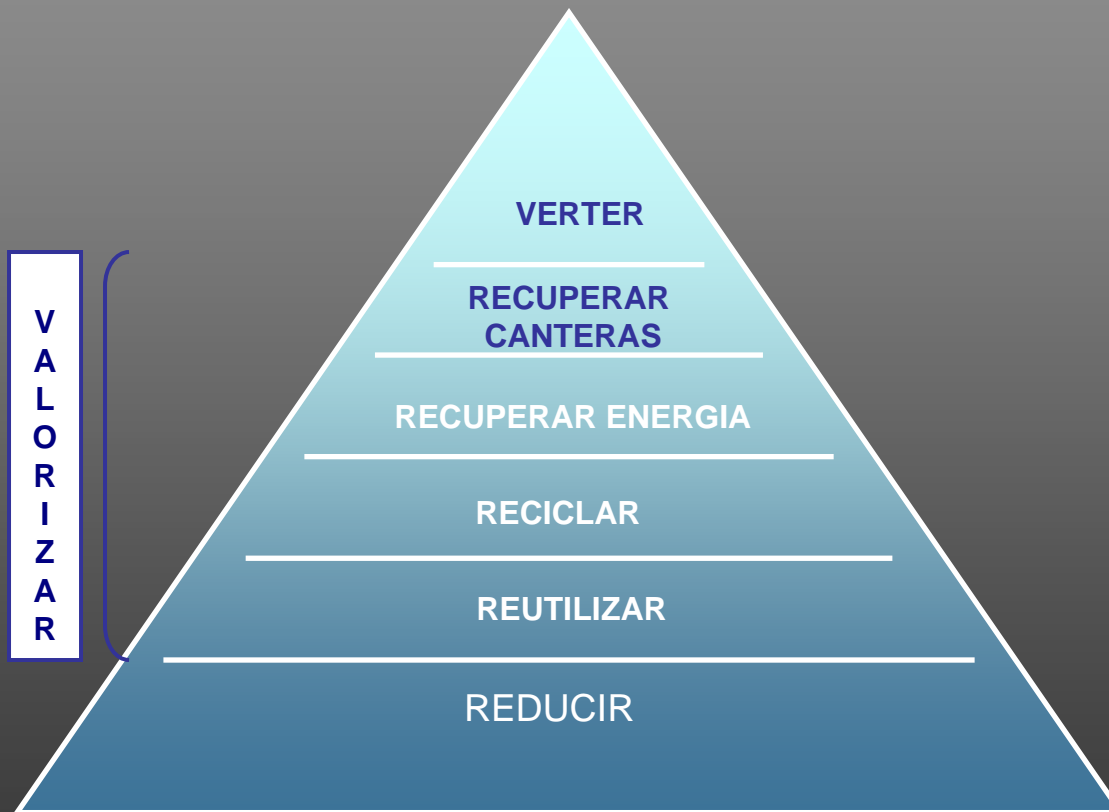 VERTER
RECUPERAR
CANTERAS
RECUPERAR ENERGIA
RECICLAR
REUTILIZAR
REDUCIR
V
A
L
O
R
I
Z
A
R